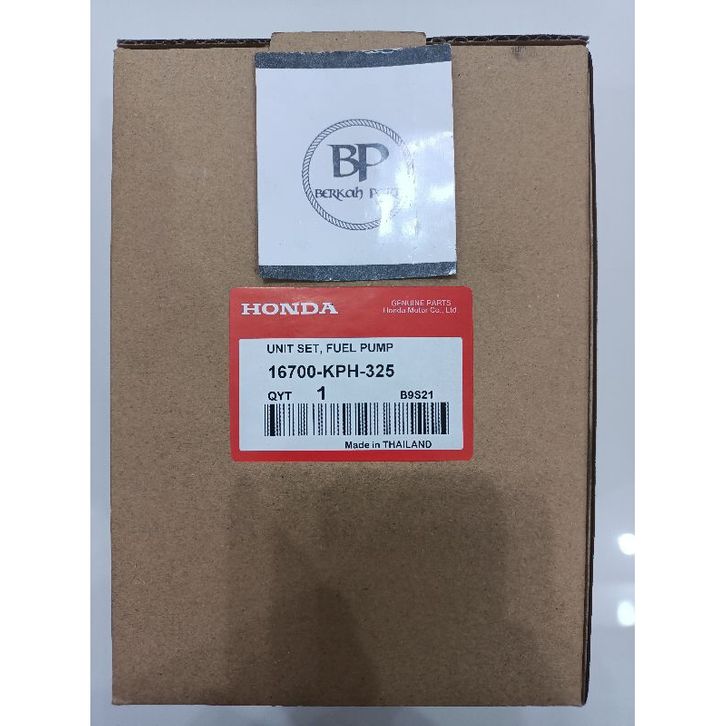 BP
BERKAH PART
HONDA
GENUINE PARTS
Honda Motor Co., Ltd
UNIT SET, FUEL PUMP
16700-KPH-325
QYT 1 B9S21
Made in THAILAND